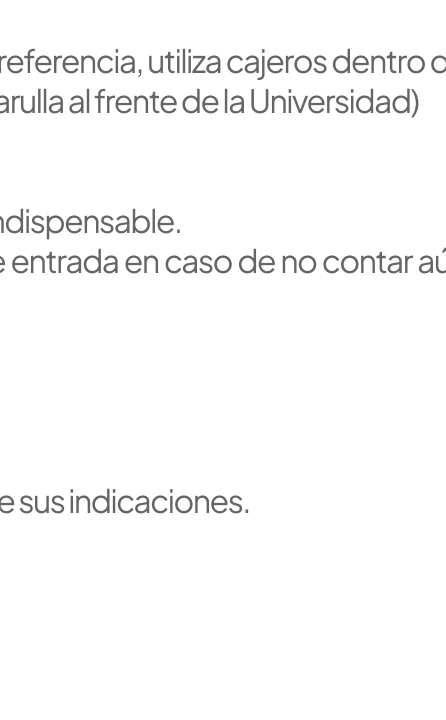 referencia, utiliza cajeros dentro o
arulla al frente de la Universidad)
ndispensable.
e entrada en caso de no contar aú
e sus indicaciones.